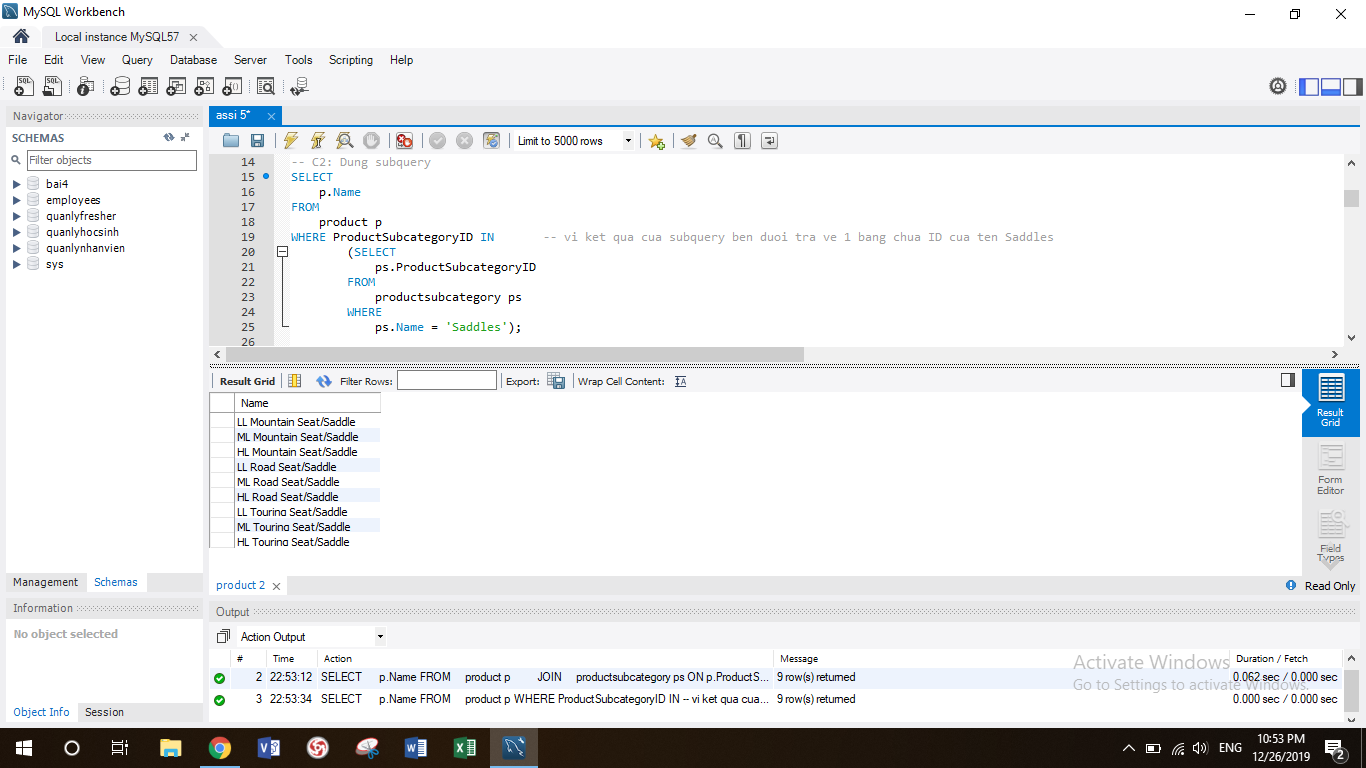 MySQL Workbench
Local instance MySQL57
File Edit View Query Database Server Tools Scripting Help
Navigator
SCHEMAS
Filter objects
bai4
employees
quanlyfresher
quanlyhocsinh
quanlynhanvien
sys
Management Schemas
Information
No object selected
Object Info Session
assi 5*
Limit to 5000 rows
14 -- C2: Dung subquery
15 SELECT
16 p.Name
17 FROM
18 product p
19 WHERE ProductSubcategoryID IN -- vi ket qua cua subquery ben duoi tra ve 1 bang chua ID cua ten Saddles
20 (SELECT
21 ps.ProductSubcategoryID
22 FROM
23 productsubcategory ps
24 WHERE
25 ps.Name = 'Saddles');
26
Result Grid Filter Rows: Export: Wrap Cell Content:
Name
LL Mountain Seat/Saddle
ML Mountain Seat/Saddle
HL Mountain Seat/Saddle
LL Road Seat/Saddle
ML Road Seat/Saddle
HL Road Seat/Saddle
LL Touring Seat/Saddle
ML Touring Seat/Saddle
HL Touring Seat/Saddle
Result
Grid
Form
Editor
Field
Types
product 2
Read Only
Output
Action Output
# Time Action Message Duration / Fetch
2 22:53:12 SELECT p.Name FROM product p JOIN productsubcategory ps ON p.ProductS... 9 row(s) returned 0.062 sec / 0.000 sec
3 22:53:34 SELECT p.Name FROM product p WHERE ProductSubcategoryID IN -- vi ket qua cua... 9 row(s) returned 0.000 sec / 0.000 sec
Activate Windows
Go to Settings to activate Windows.
ENG
10:53 PM
12/26/2019
2